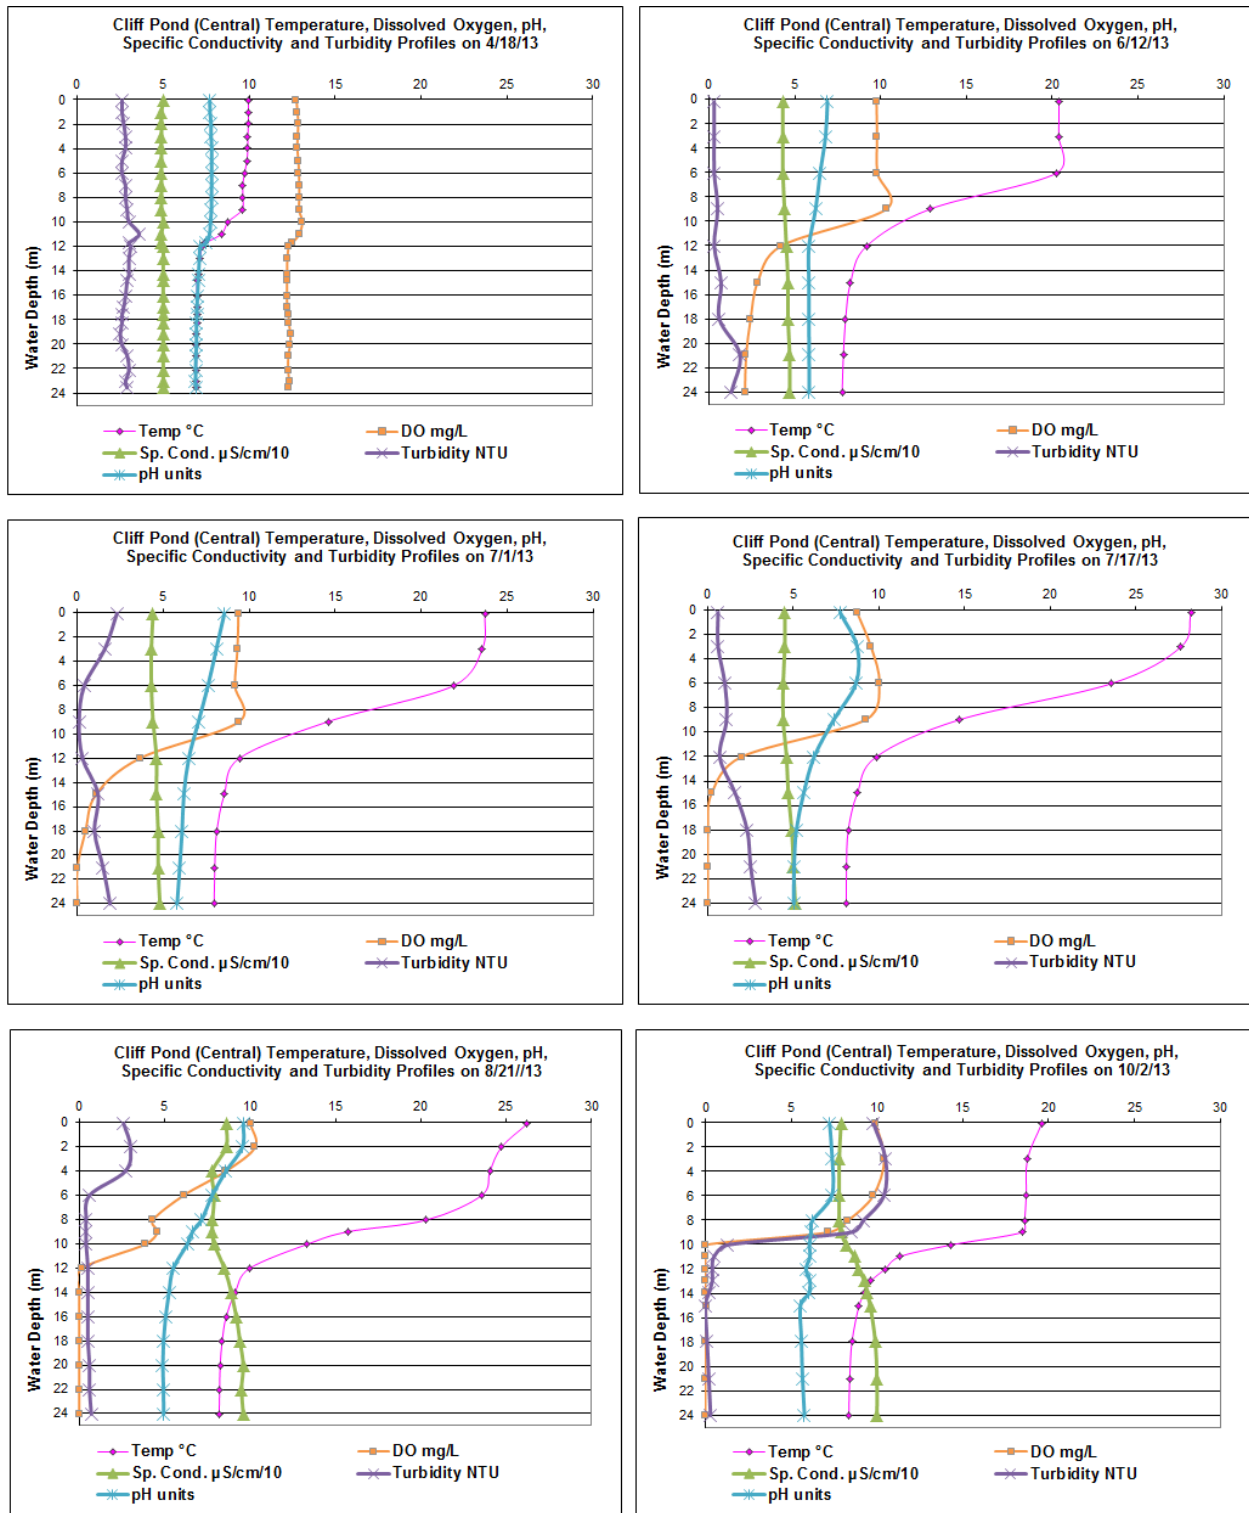 Cliff Pond (Central) Temperature, Dissolved Oxygen, pH,
Specific Conductivity and Turbidity Profiles on 4/18/13
0 5 10 15 20 25 30
0
2
4
6
8
10
12
14
16
18
20
22
24
Water Depth (m)
Temp °C
DO mg/L
Sp. Cond. µS/cm/10
Turbidity NTU
pH units
Cliff Pond (Central) Temperature, Dissolved Oxygen, pH,
Specific Conductivity and Turbidity Profiles on 6/12/13
0 5 10 15 20 25 30
0
2
4
6
8
10
12
14
16
18
20
22
24
Water Depth (m)
Temp °C
DO mg/L
Sp. Cond. µS/cm/10
Turbidity NTU
pH units
Cliff Pond (Central) Temperature, Dissolved Oxygen, pH,
Specific Conductivity and Turbidity Profiles on 7/1/13
0 5 10 15 20 25 30
0
2
4
6
8
10
12
14
16
18
20
22
24
Water Depth (m)
Temp °C
DO mg/L
Sp. Cond. µS/cm/10
Turbidity NTU
pH units
Cliff Pond (Central) Temperature, Dissolved Oxygen, pH,
Specific Conductivity and Turbidity Profiles on 7/17/13
0 5 10 15 20 25 30
0
2
4
6
8
10
12
14
16
18
20
22
24
Water Depth (m)
Temp °C
DO mg/L
Sp. Cond. µS/cm/10
Turbidity NTU
pH units
Cliff Pond (Central) Temperature, Dissolved Oxygen, pH,
Specific Conductivity and Turbidity Profiles on 8/21//13
0 5 10 15 20 25 30
0
2
4
6
8
10
12
14
16
18
20
22
24
Water Depth (m)
Temp °C
DO mg/L
Sp. Cond. µS/cm/10
Turbidity NTU
pH units
Cliff Pond (Central) Temperature, Dissolved Oxygen, pH,
Specific Conductivity and Turbidity Profiles on 10/2/13
0 5 10 15 20 25 30
0
2
4
6
8
10
12
14
16
18
20
22
24
Water Depth (m)
Temp °C
DO mg/L
Sp. Cond. µS/cm/10
Turbidity NTU
pH units